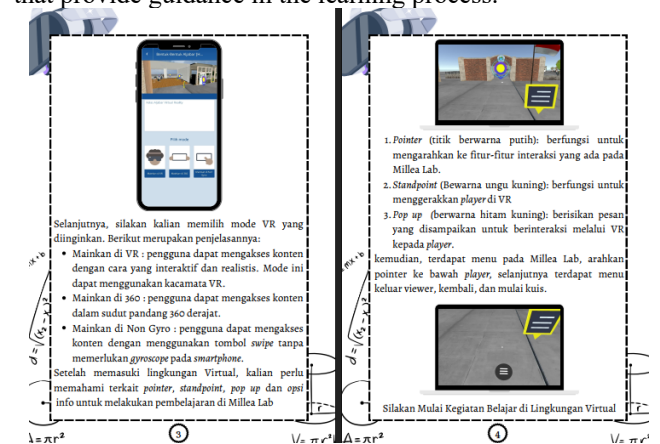 that provide guidance in the learning process.
Selanjutnya, silakan kalian memilih mode VR yang
diinginkan. Berikut merupakan penjelasannya:
• Mainkan di VR : pengguna dapat mengakses konten
dengan cara yang interaktif dan realistis. Mode ini
dapat menggunakan kacamata VR.
• Mainkan di 360 : pengguna dapat mengakses konten
dalam sudut pandang 360 derajat.
• Mainkan di Non Gyro : pengguna dapat mengakses
konten dengan menggunakan tombol swipe tanpa
memerlukan gyroscope pada smartphone.
Setelah memasuki lingkungan Virtual, kalian perlu
memahami terkait pointer, standpoint, pop up dan opsi
info untuk melakukan pembelajaran di Millea Lab
3
1. Pointer (titik berwarna putih): berfungsi untuk
mengarahkan ke fitur-fitur interaksi yang ada pada
Millea Lab.
2. Standpoint (Bewarna ungu kuning): berfungsi untuk
menggerakkan player di VR
3. Pop up (berwarna hitam kuning): berisikan pesan
yang disampaikan untuk berinteraksi melalui VR
kepada player.
kemudian, terdapat menu pada Millea Lab, arahkan
pointer ke bawah player, selanjutnya terdapat menu
keluar viewer, kembali, dan mulai kuis.
Silakan Mulai Kegiatan Belajar di Lingkungan Virtual
4